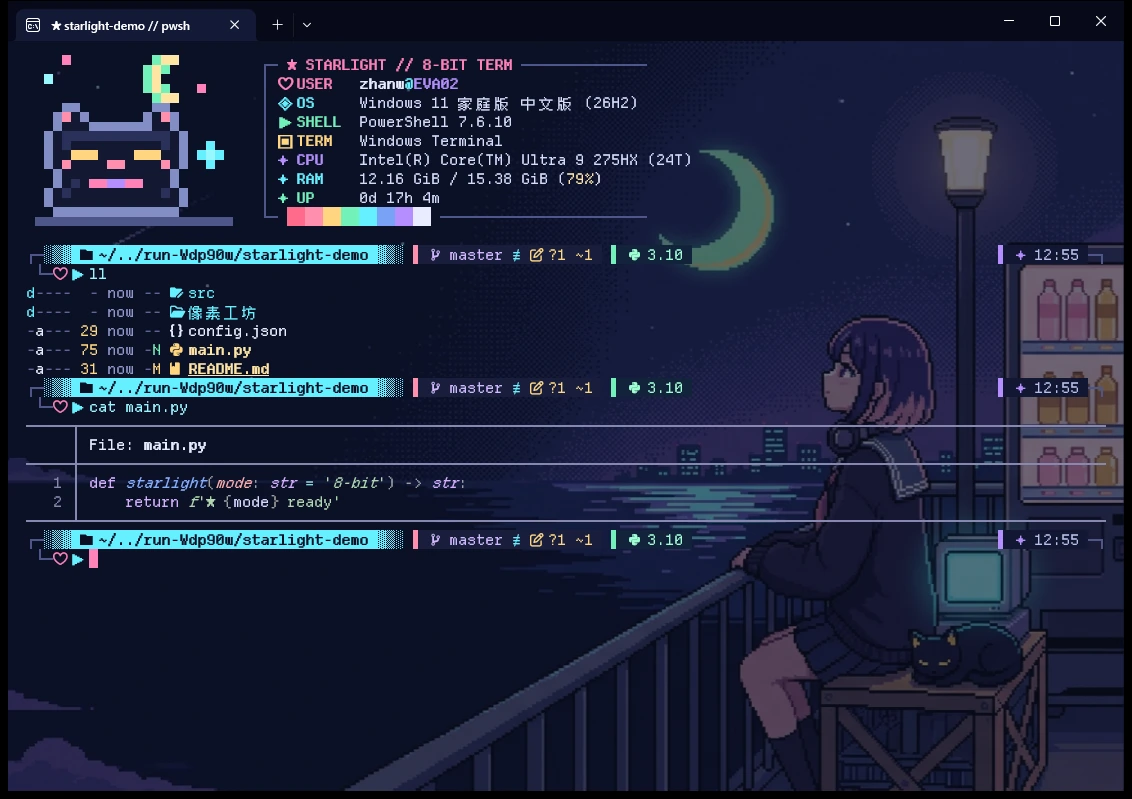 ★ starlight-demo // pwsh
★ STARLIGHT // 8-BIT TERM
USER zhanw@EVA02
OS Windows 11 家庭版 中文版 (26H2)
SHELL PowerShell 7.6.10
TERM Windows Terminal
CPU Intel(R) Core(TM) Ultra 9 275HX (24T)
RAM 12.16 GiB / 15.38 GiB (79%)
UP 0d 17h 4m
~/../run-Wdp90w/starlight-demo master ≢ ?1 ~1 3.10 12:55
ll
d---- - now -- src
d---- - now -- 像素工坊
-a--- 29 now -- {} config.json
-a--- 75 now -N main.py
-a--- 31 now -M README.md
~/../run-Wdp90w/starlight-demo master ≢ ?1 ~1 3.10 12:55
cat main.py
File: main.py
1 def starlight(mode: str = '8-bit') -> str:
2 return f'★ {mode} ready'
~/../run-Wdp90w/starlight-demo master ≢ ?1 ~1 3.10 12:55